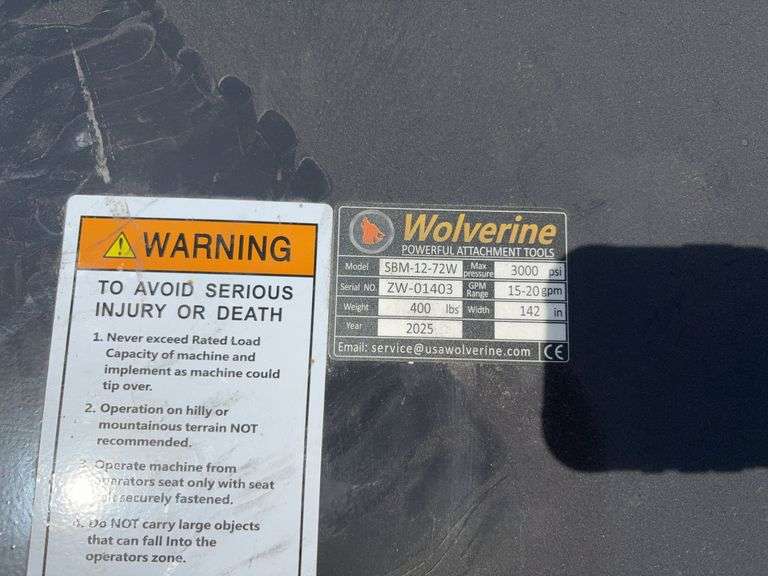 WARNING
TO AVOID SERIOUS
INJURY OR DEATH
1. Never exceed Rated Load
Capacity of machine and
implement as machine could
tip over.
2. Operation on hilly or
mountainous terrain NOT
recommended.
Operate machine from
seat only with seat
securely fastened.
4. Do NOT carry large objects
that can fall Into the
operators zone.
Wolverine
POWERFUL ATTACHMENT TOOLS
Model SBM-12-72W Max pressure 3000 psi
Serial NO. ZW-01403 GPM Range 15-20 gpm
Weight 400 lbs Width 142 in
Year 2025
Email: service@usawolverine.com CE